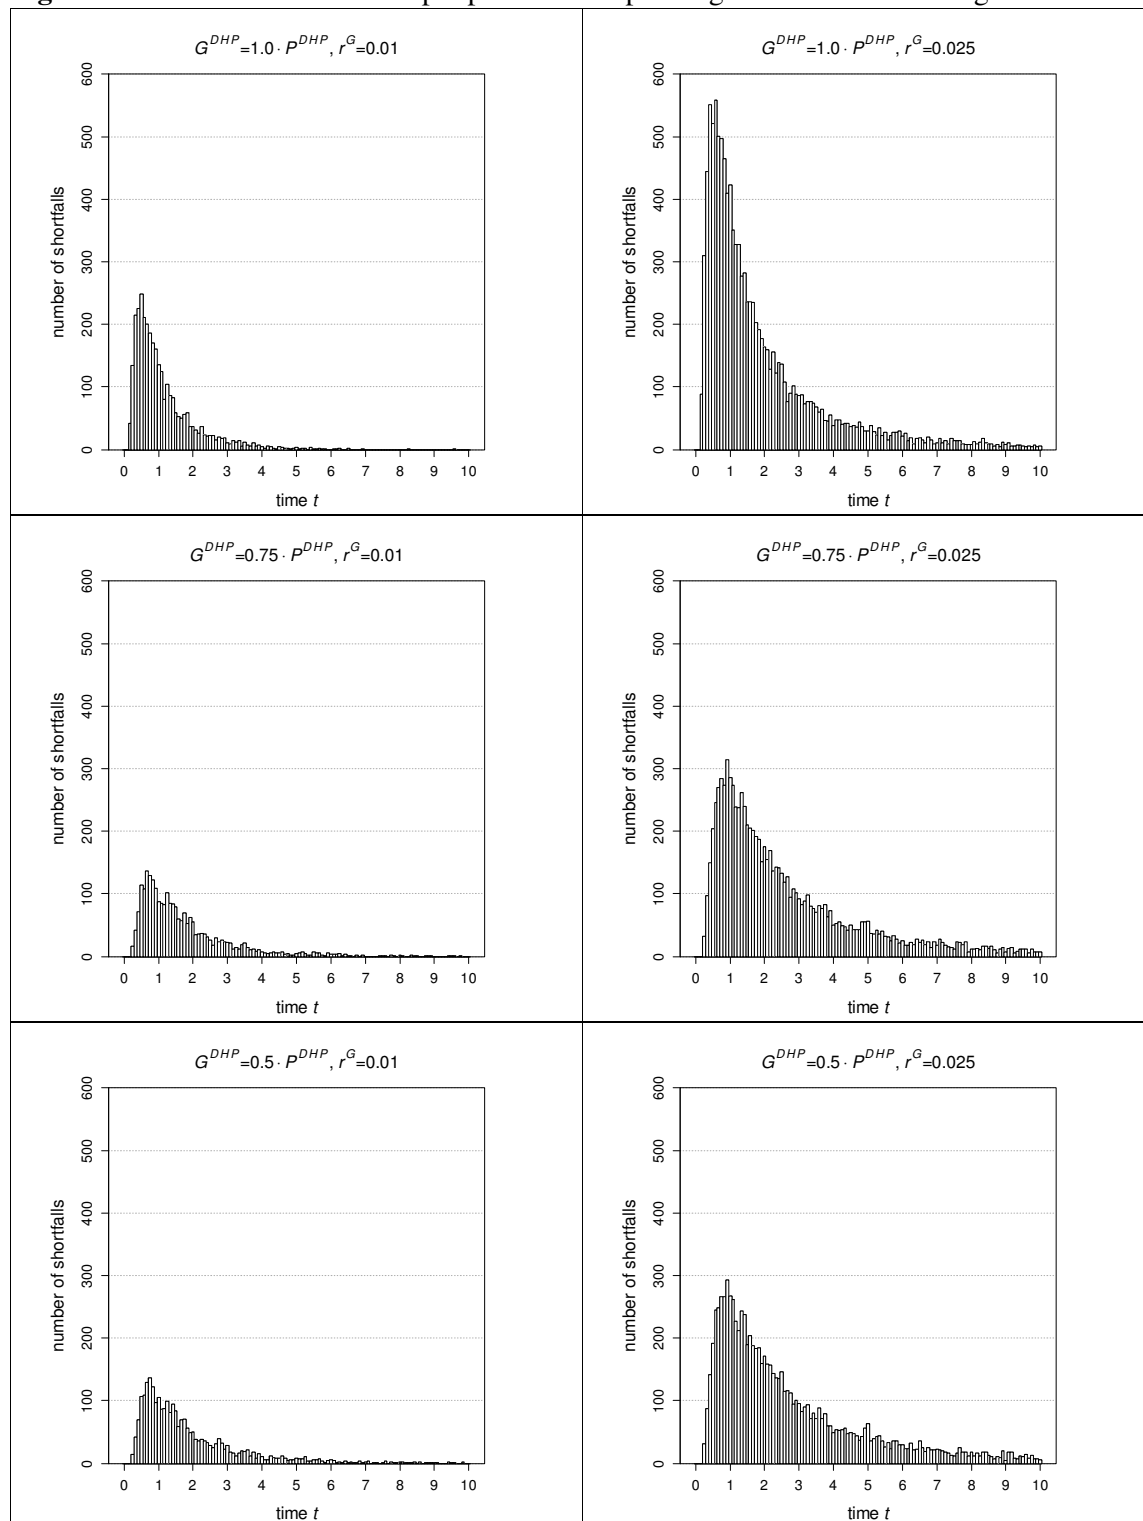 G^DHP=1.0 · P^DHP, r^G=0.01
number of shortfalls
600
500
400
300
200
100
0
0 1 2 3 4 5 6 7 8 9 10
time t
G^DHP=1.0 · P^DHP, r^G=0.025
number of shortfalls
600
500
400
300
200
100
0
0 1 2 3 4 5 6 7 8 9 10
time t
G^DHP=0.75 · P^DHP, r^G=0.01
number of shortfalls
600
500
400
300
200
100
0
0 1 2 3 4 5 6 7 8 9 10
time t
G^DHP=0.75 · P^DHP, r^G=0.025
number of shortfalls
600
500
400
300
200
100
0
0 1 2 3 4 5 6 7 8 9 10
time t
G^DHP=0.5 · P^DHP, r^G=0.01
number of shortfalls
600
500
400
300
200
100
0
0 1 2 3 4 5 6 7 8 9 10
time t
G^DHP=0.5 · P^DHP, r^G=0.025
number of shortfalls
600
500
400
300
200
100
0
0 1 2 3 4 5 6 7 8 9 10
time t